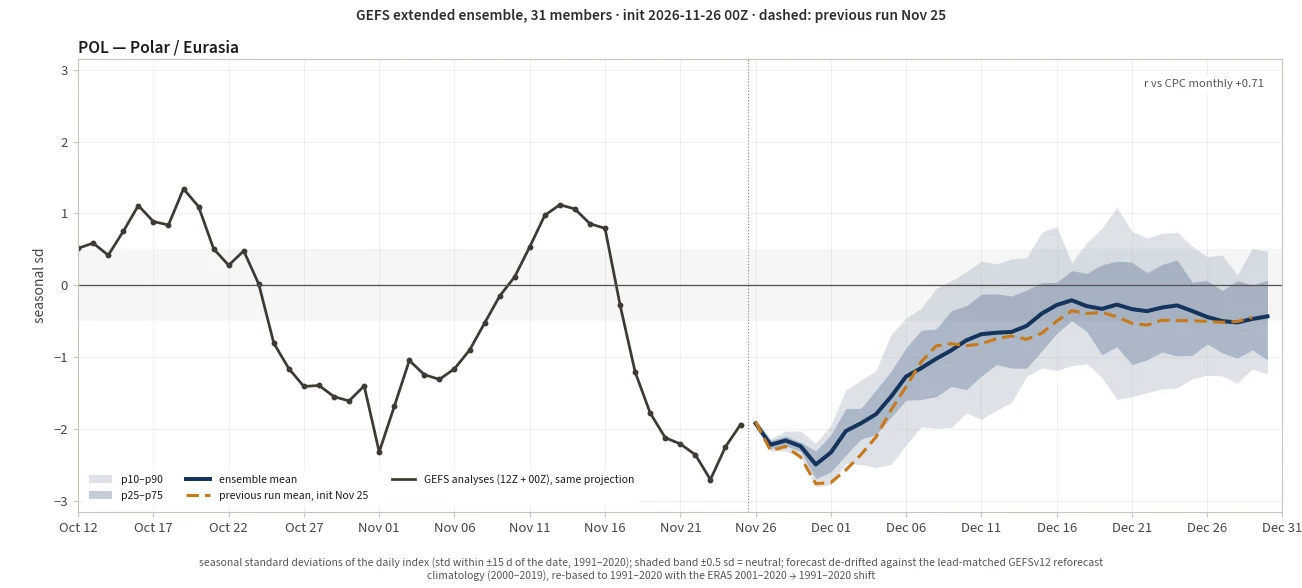 GEFS extended ensemble, 31 members · init 2026-11-26 00Z · dashed: previous run Nov 25
POL — Polar / Eurasia
r vs CPC monthly +0.71
seasonal sd
3
2
1
0
−1
−2
−3
p10–p90
p25–p75
ensemble mean
previous run mean, init Nov 25
GEFS analyses (12Z + 00Z), same projection
Oct 12 Oct 17 Oct 22 Oct 27 Nov 01 Nov 06 Nov 11 Nov 16 Nov 21 Nov 26 Dec 01 Dec 06 Dec 11 Dec 16 Dec 21 Dec 26 Dec 31
seasonal standard deviations of the daily index (std within ±15 d of the date, 1991–2020); shaded band ±0.5 sd = neutral; forecast de-drifted against the lead-matched GEFSv12 reforecast
climatology (2000–2019), re-based to 1991–2020 with the ERA5 2001–2020 → 1991–2020 shift